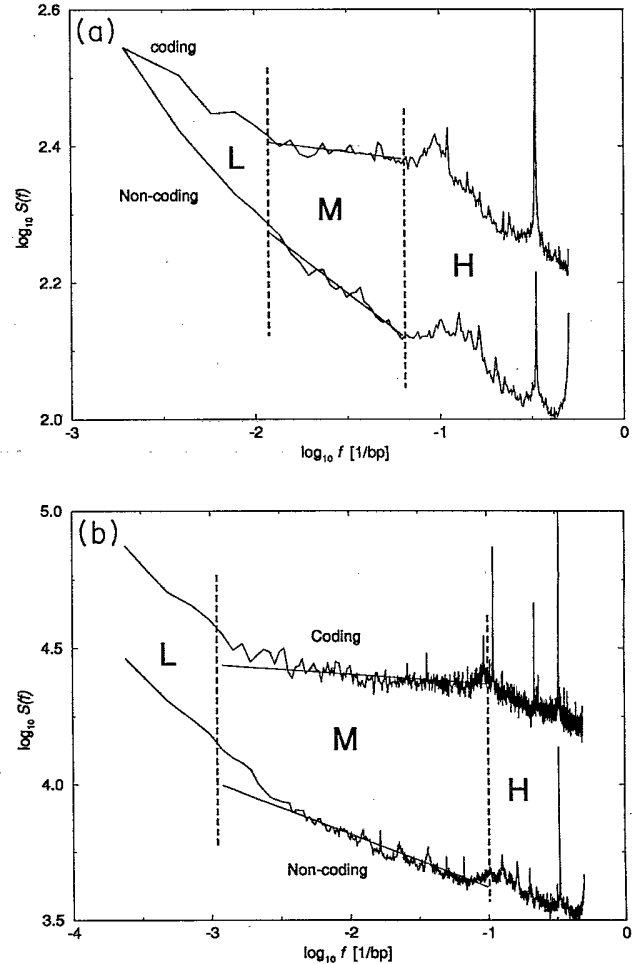 2.6
(a)
coding
2.4
L
M
Non-coding
log10 S(f)
H
2.2
2.0
-3
-2
-1
0
log10 f [1/bp]
5.0
(b)
Coding
4.5
L
log10 S(f)
M
4.0
H
Non-coding
3.5
-4
-3
-2
-1
0
log10 f [1/bp]